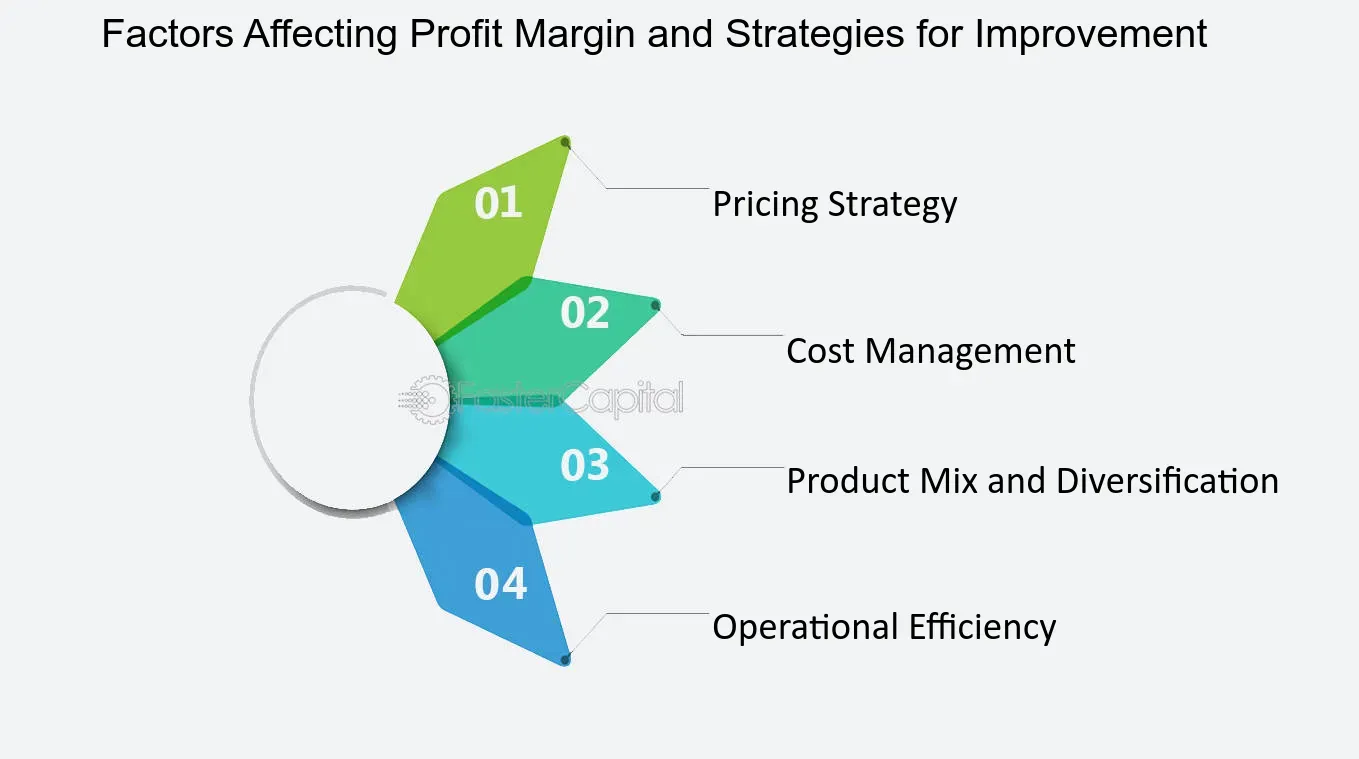 Factors Affecting Profit Margin and Strategies for Improvement
01
Pricing Strategy
02
Cost Management
FasterCapital
03
Product Mix and Diversification
04
Operational Efficiency